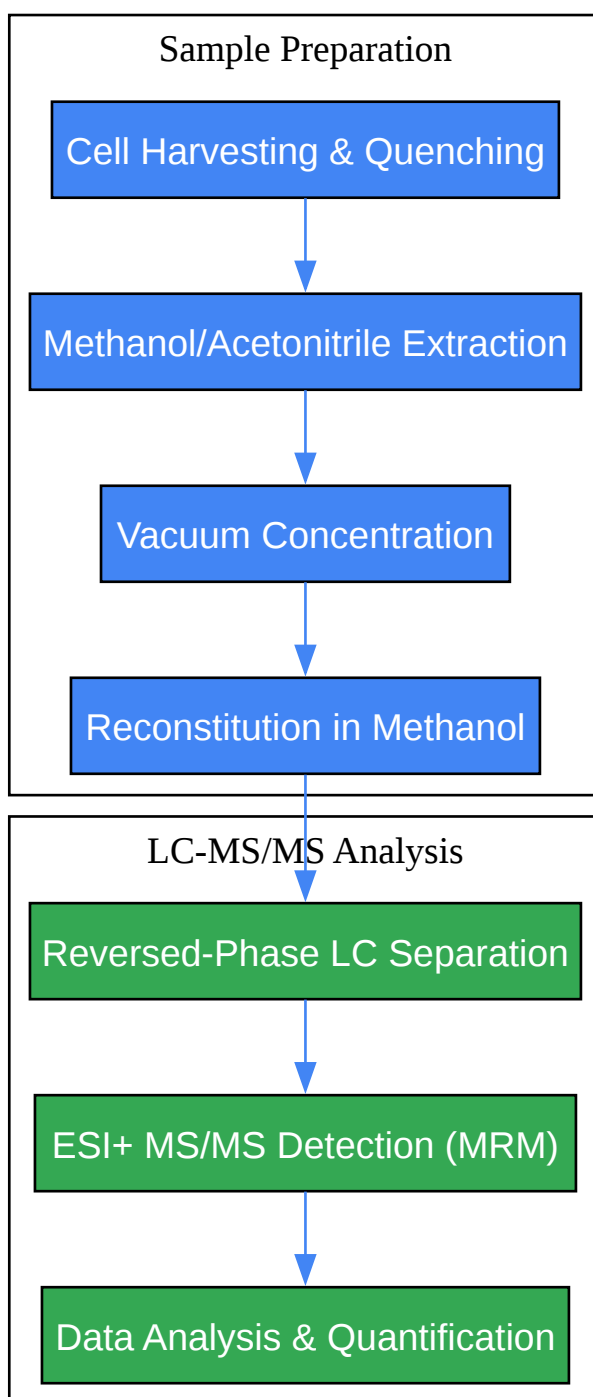 Sample Preparation
Cell Harvesting & Quenching
Methanol/Acetonitrile Extraction
Vacuum Concentration
Reconstitution in Methanol
LC-MS/MS Analysis
Reversed-Phase LC Separation
ESI+ MS/MS Detection (MRM)
Data Analysis & Quantification